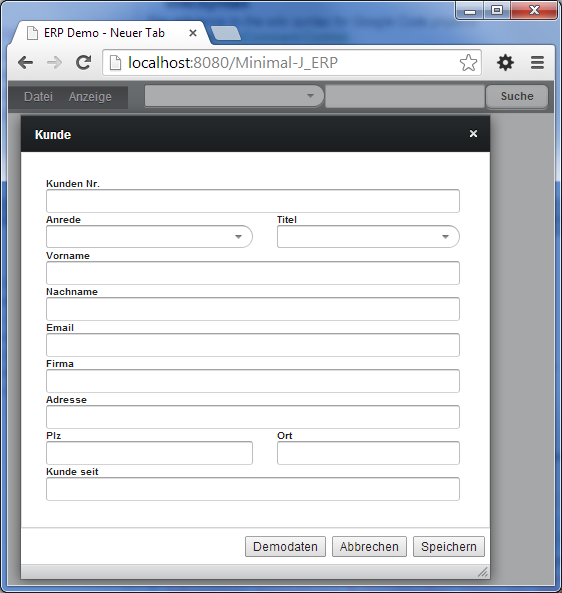 ERP Demo - Neuer Tab
localhost:8080/Minimal-J_ERP
Datei Anzeige Suche
Kunde
Kunden Nr.
Anrede Titel
Vorname
Nachname
Email
Firma
Adresse
Plz Ort
Kunde seit
Demodaten Abbrechen Speichern